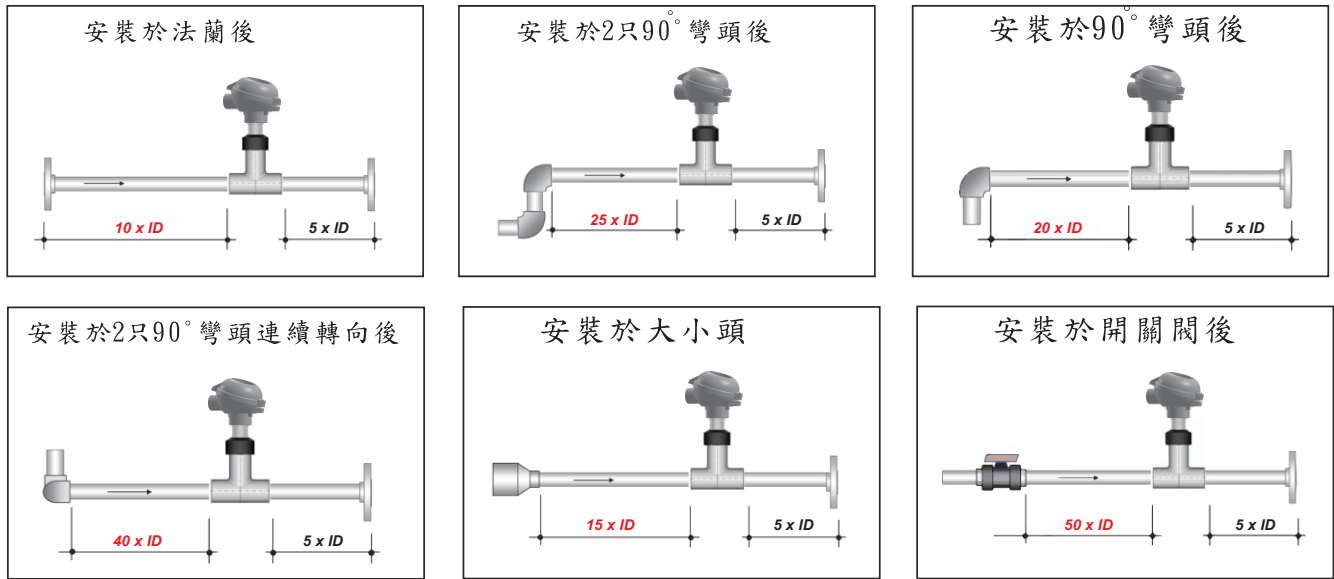 安裝於法蘭後
10 x ID
5 x ID
安裝於2只90°彎頭後
25 x ID
5 x ID
安裝於90°彎頭後
20 x ID
5 x ID
安裝於2只90°彎頭連續轉向後
40 x ID
5 x ID
安裝於大小頭
15 x ID
5 x ID
安裝於開關閥後
50 x ID
5 x ID